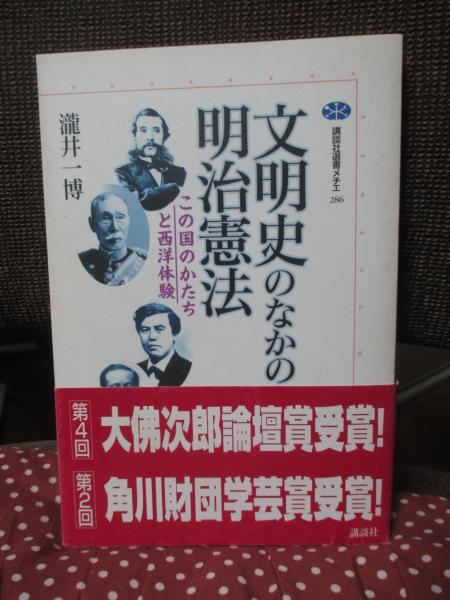 KODANSHA
SENSHO M
講談社選書メチエ
286
文明史のなかの
明治憲法
この国のかたち
と西洋体験
瀧井一博
第4回
大佛次郎論壇賞受賞!
第2回
角川財団学芸賞受賞!
講談社